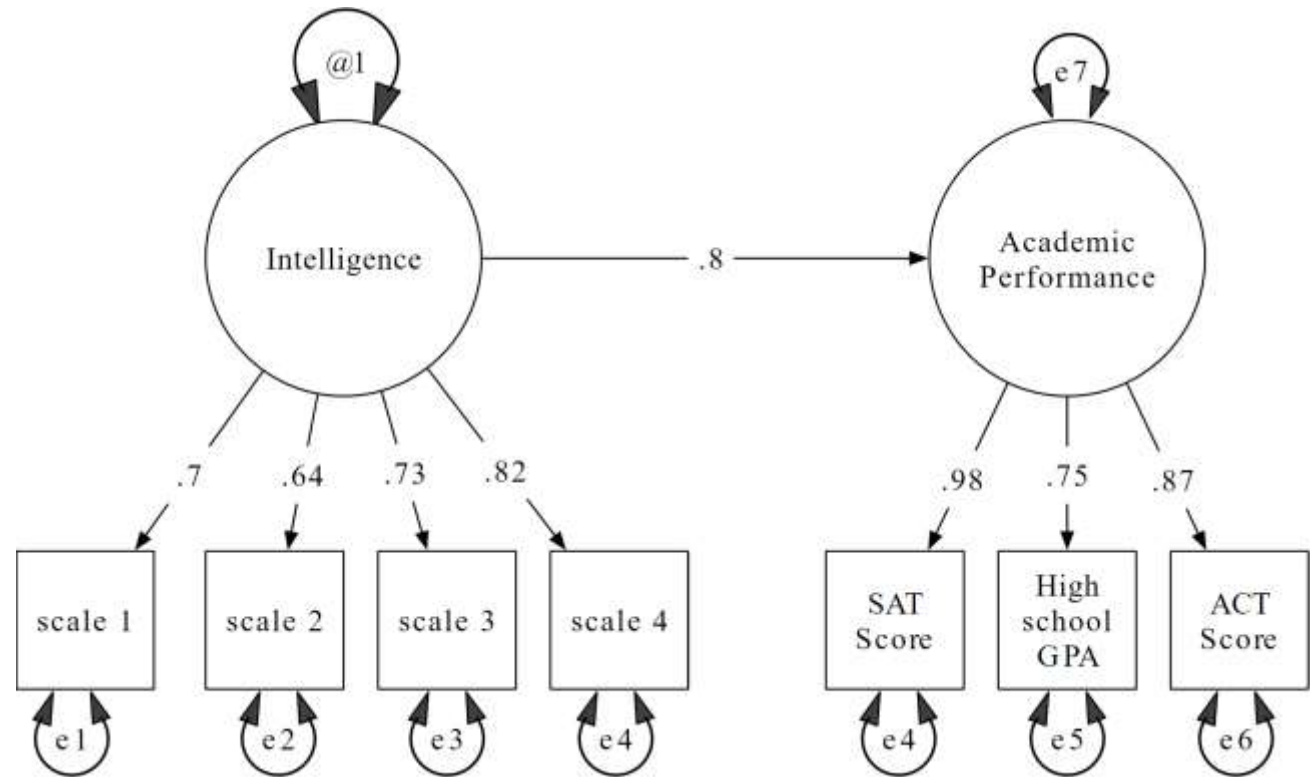 @1
e7
Intelligence
.8
Academic
Performance
.7
.64
.73
.82
.98
.75
.87
scale 1
scale 2
scale 3
scale 4
SAT
Score
High
school
GPA
ACT
Score
e1
e2
e3
e4
e4
e5
e6